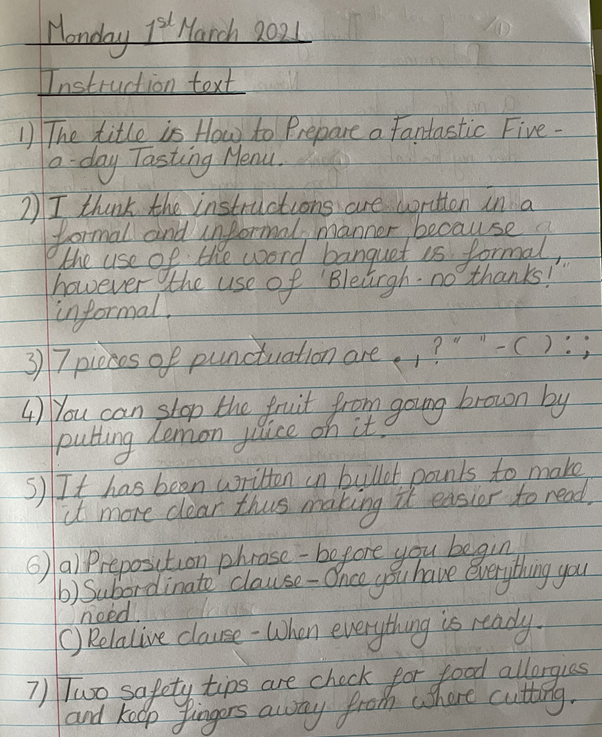 Monday 1st March 2021
Instruction text
1) The title is How to Prepare a Fantastic Five-
a-day Tasting Menu.
2) I think the instructions are written in a
formal and informal manner because
the use of the word banquet is formal,
however the use of "Bleurgh - no thanks!"
informal.
3) 7 pieces of punctuation are . , ? " " - ( ) : ;
4) You can stop the fruit from going brown by
putting lemon juice on it.
5) It has been written in bullet points to make
it more clear thus making it easier to read.
6) a) Preposition phrase - before you begin
b) Subordinate clause - Once you have everything you
need.
c) Relative clause - When everything is ready.
7) Two safety tips are check for food allergies
and keep fingers away from where cutting.